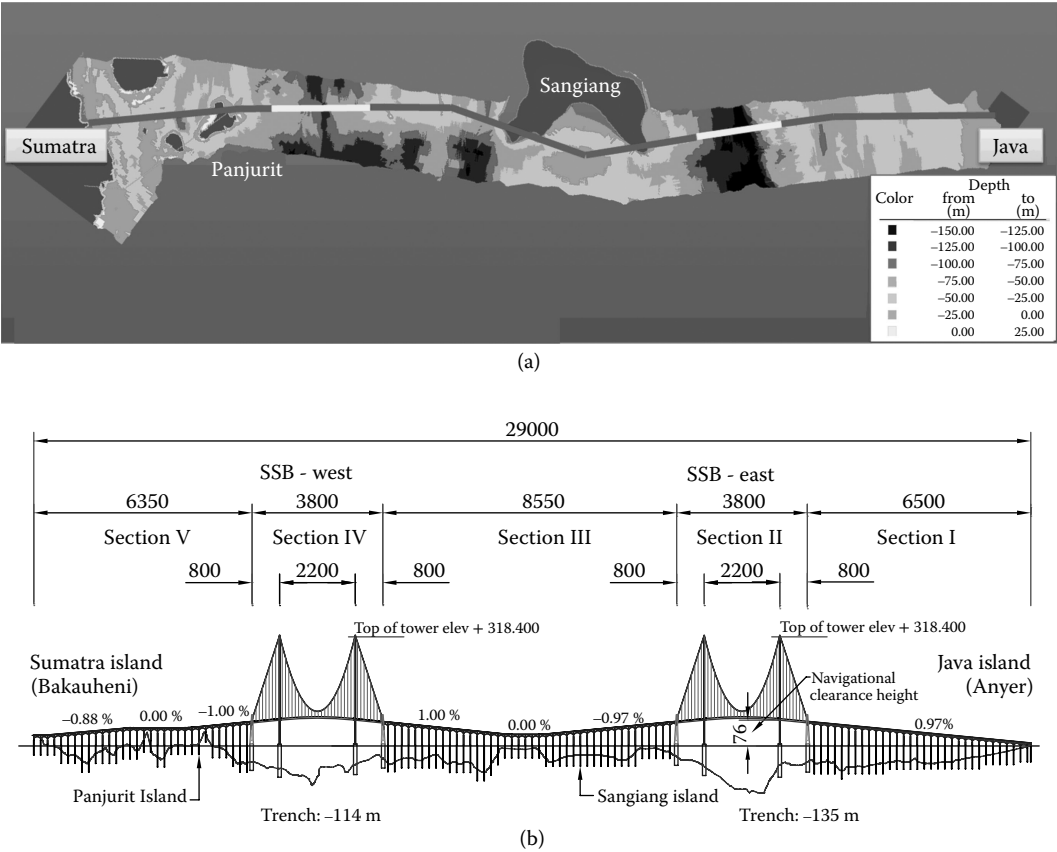 Sangiang
Sumatra
Java
Panjurit
Depth
Color from to
(m) (m)
–150.00 –125.00
–125.00 –100.00
–100.00 –75.00
–75.00 –50.00
–50.00 –25.00
–25.00 0.00
0.00 25.00
(a)
29000
SSB - west SSB - east
6350 3800 8550 3800 6500
Section V Section IV Section III Section II Section I
800 2200 800 800 2200 800
Top of tower elev + 318.400 Top of tower elev + 318.400
Sumatra island
(Bakauheni)
Navigational
clearance height
Java island
(Anyer)
–0.88 % 0.00 % –1.00 % 1.00 % 0.00 % –0.97 % 76 0.97%
Panjurit Island Sangiang island
Trench: –114 m Trench: –135 m
(b)